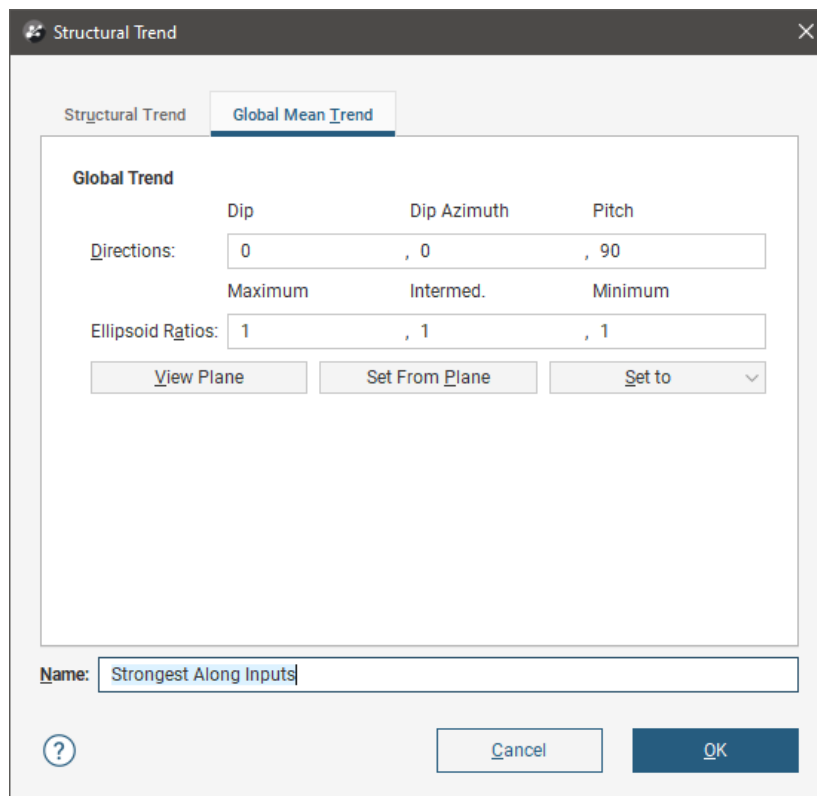 Structural Trend
Structural Trend Global Mean Trend
Global Trend
Dip Dip Azimuth Pitch
Directions: 0 , 0 , 90
Maximum Intermed. Minimum
Ellipsoid Ratios: 1 , 1 , 1
View Plane Set From Plane Set to
Name: Strongest Along Inputs
? Cancel OK